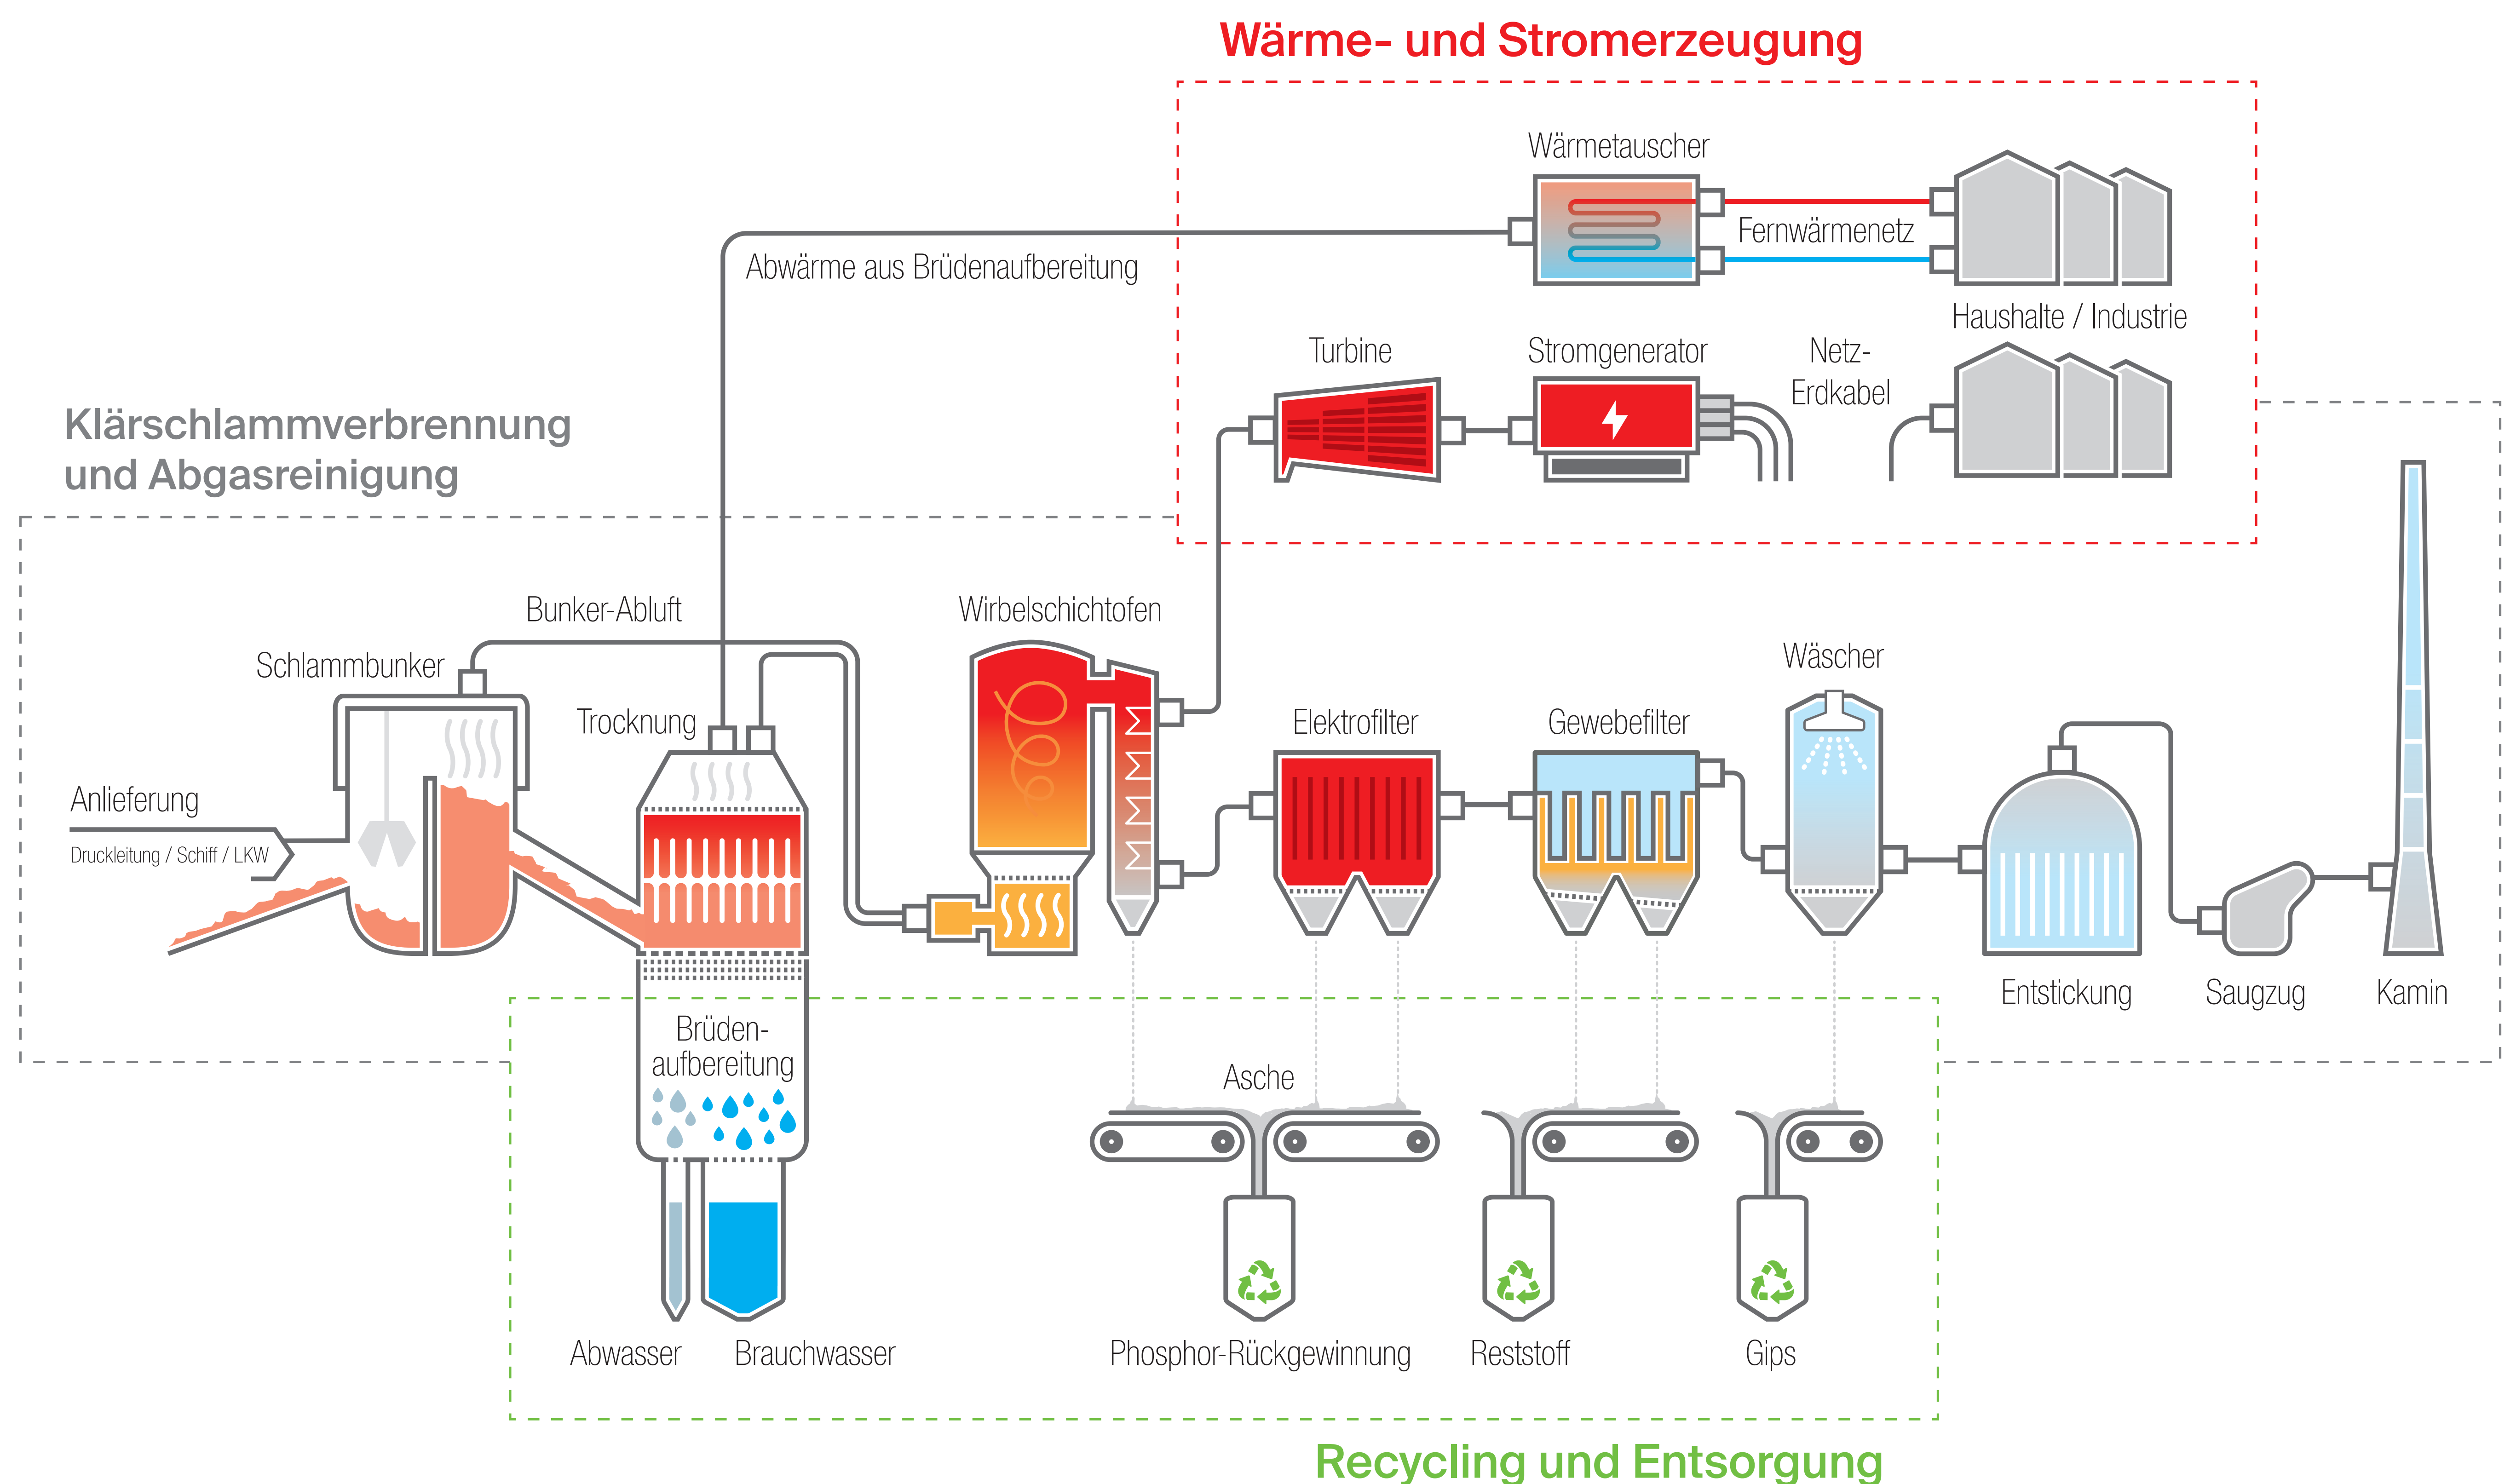 Wärme- und Stromerzeugung
Wärmetauscher
Fernwärmenetz
Abwärme aus Brüdenaufbereitung
Haushalte / Industrie
Turbine
Stromgenerator
Netz-
Erdkabel
Klärschlammverbrennung
und Abgasreinigung
Bunker-Abluft
Wirbelschichtofen
Schlammbunker
Wäscher
Trocknung
Elektrofilter
Gewebefilter
Anlieferung
Druckleitung / Schiff / LKW
Entstickung
Saugzug
Kamin
Brüden-
aufbereitung
Asche
Abwasser
Brauchwasser
Phosphor-Rückgewinnung
Reststoff
Gips
Recycling und Entsorgung